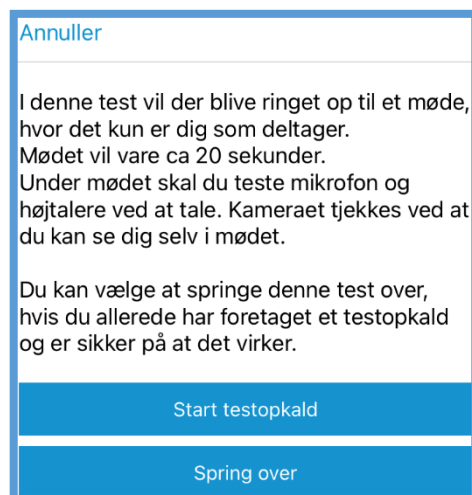 Annuller
I denne test vil der blive ringet op til et møde,
hvor det kun er dig som deltager.
Mødet vil vare ca 20 sekunder.
Under mødet skal du teste mikrofon og
højtalere ved at tale. Kameraet tjekkes ved at
du kan se dig selv i mødet.
Du kan vælge at springe denne test over,
hvis du allerede har foretaget et testopkald
og er sikker på at det virker.
Start testopkald
Spring over